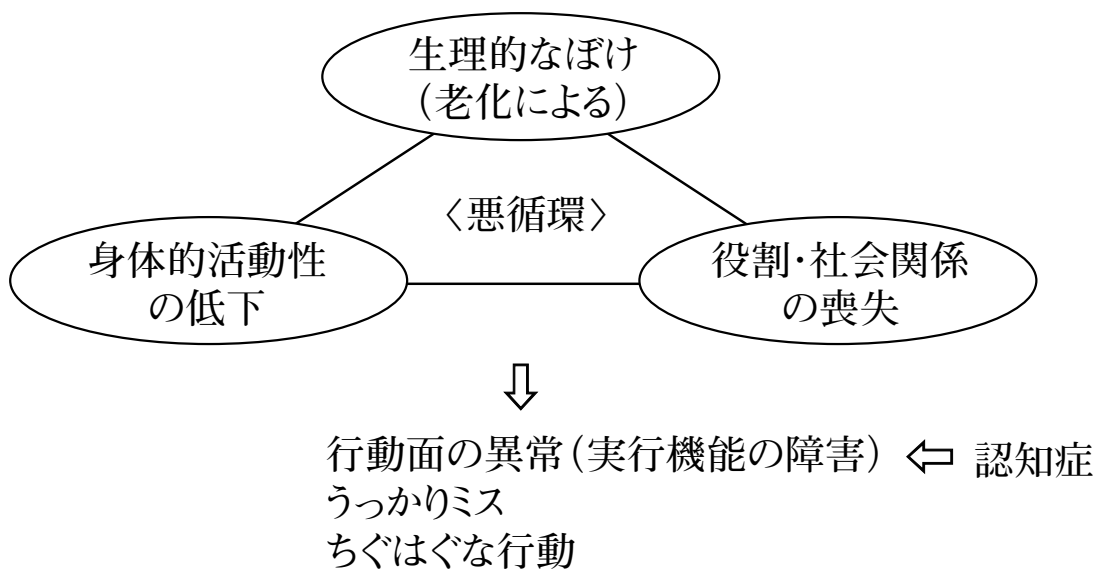 生理的なぼけ
(老化による)
〈悪循環〉
身体的活動性
の低下
役割・社会関係
の喪失
行動面の異常(実行機能の障害)
認知症
うっかりミス
ちぐはぐな行動